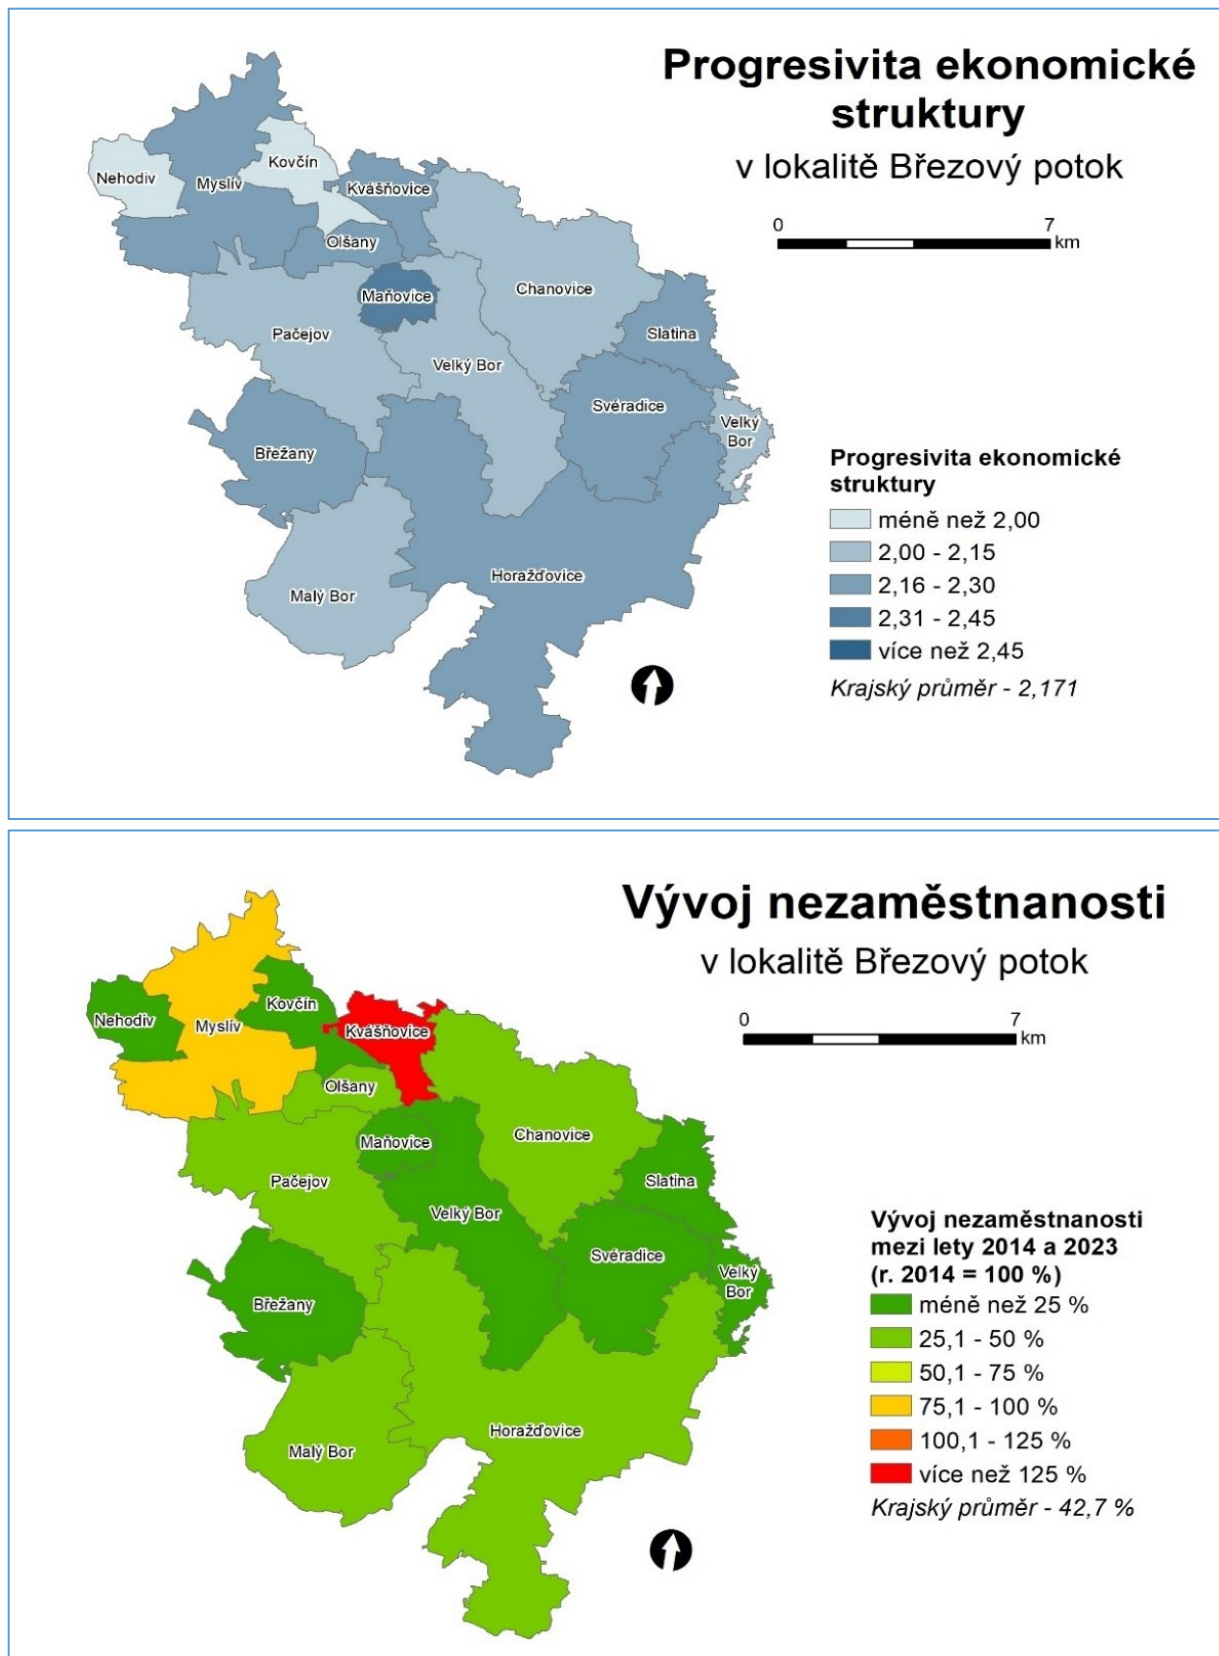 Progresivita ekonomické
struktury
v lokalitě Březový potok
0 7
km
Kovčín
Nehodiv
Myslív
Kvášňovice
Olšany
Maňovice
Chanovice
Pačejov
Slatina
Velký Bor
Svéradice
Velký
Bor
Břežany
Horažďovice
Malý Bor
Progresivita ekonomické
struktury
méně než 2,00
2,00 - 2,15
2,16 - 2,30
2,31 - 2,45
více než 2,45
Krajský průměr - 2,171
Vývoj nezaměstnanosti
v lokalitě Březový potok
0 7
km
Kovčín
Nehodiv
Myslív
Kvášňovice
Olšany
Maňovice
Chanovice
Pačejov
Slatina
Velký Bor
Svéradice
Velký
Bor
Břežany
Horažďovice
Malý Bor
Vývoj nezaměstnanosti
mezi lety 2014 a 2023
(r. 2014 = 100 %)
méně než 25 %
25,1 - 50 %
50,1 - 75 %
75,1 - 100 %
100,1 - 125 %
více než 125 %
Krajský průměr - 42,7 %